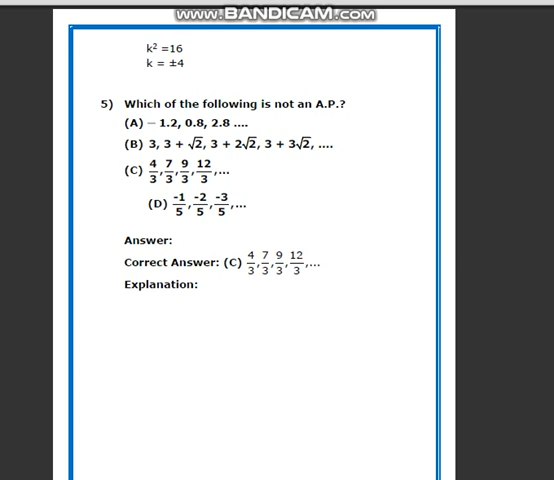 www.BANDICAM.com
k² =16
k = ±4
5) Which of the following is not an A.P.?
(A) – 1.2, 0.8, 2.8 ....
(B) 3, 3 + √2, 3 + 2√2, 3 + 3√2, ....
(C) 4/3, 7/3, 9/3, 12/3, ...
(D) -1/5, -2/5, -3/5, ...
Answer:
Correct Answer: (C) 4/3, 7/3, 9/3, 12/3, ...
Explanation: